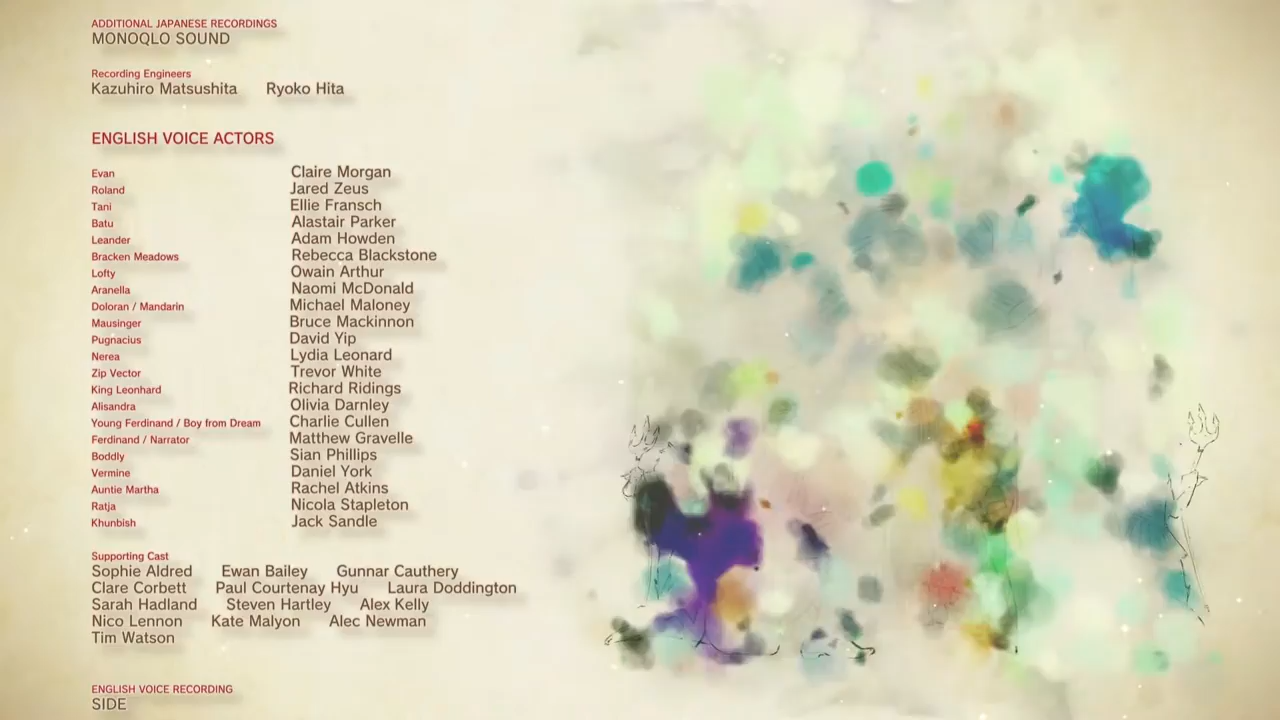 ADDITIONAL JAPANESE RECORDINGS
MONOQLO SOUND
Recording Engineers
Kazuhiro Matsushita Ryoko Hita
ENGLISH VOICE ACTORS
Evan Claire Morgan
Roland Jared Zeus
Tani Ellie Fransch
Batu Alastair Parker
Leander Adam Howden
Bracken Meadows Rebecca Blackstone
Lofty Owain Arthur
Aranella Naomi McDonald
Doloran / Mandarin Michael Maloney
Mausinger Bruce Mackinnon
Pugnacius David Yip
Nerea Lydia Leonard
Zip Vector Trevor White
King Leonhard Richard Ridings
Alisandra Olivia Darnley
Young Ferdinand / Boy from Dream Charlie Cullen
Ferdinand / Narrator Matthew Gravelle
Boddly Sian Phillips
Vermine Daniel York
Auntie Martha Rachel Atkins
Ratja Nicola Stapleton
Khunbish Jack Sandle
Supporting Cast
Sophie Aldred Ewan Bailey Gunnar Cauthery
Clare Corbett Paul Courtenay Hyu Laura Doddington
Sarah Hadland Steven Hartley Alex Kelly
Nico Lennon Kate Malyon Alec Newman
Tim Watson
ENGLISH VOICE RECORDING
SIDE